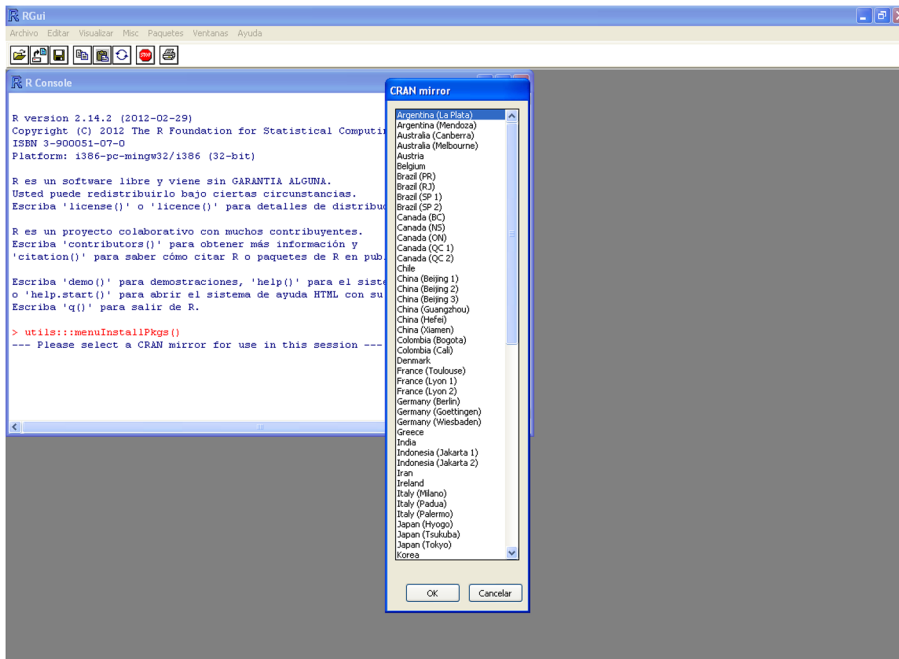 RGui
Archivo Editar Visualizar Misc Paquetes Ventanas Ayuda
STOP
R Console
R version 2.14.2 (2012-02-29)
Copyright (C) 2012 The R Foundation for Statistical Computin
ISBN 3-900051-07-0
Platform: i386-pc-mingw32/i386 (32-bit)
R es un software libre y viene sin GARANTIA ALGUNA.
Usted puede redistribuirlo bajo ciertas circunstancias.
Escriba 'license()' o 'licence()' para detalles de distribuc
R es un proyecto colaborativo con muchos contribuyentes.
Escriba 'contributors()' para obtener más información y
'citation()' para saber cómo citar R o paquetes de R en pub
Escriba 'demo()' para demostraciones, 'help()' para el siste
o 'help.start()' para abrir el sistema de ayuda HTML con su
Escriba 'q()' para salir de R.
> utils:::menuInstallPkgs()
--- Please select a CRAN mirror for use in this session ---
CRAN mirror
Argentina (La Plata)
Argentina (Mendoza)
Australia (Canberra)
Australia (Melbourne)
Austria
Belgium
Brazil (PR)
Brazil (RJ)
Brazil (SP 1)
Brazil (SP 2)
Canada (BC)
Canada (NS)
Canada (ON)
Canada (QC 1)
Canada (QC 2)
Chile
China (Beijing 1)
China (Beijing 2)
China (Beijing 3)
China (Guangzhou)
China (Hefei)
China (Xiamen)
Colombia (Bogota)
Colombia (Cali)
Denmark
France (Toulouse)
France (Lyon 1)
France (Lyon 2)
Germany (Berlin)
Germany (Goettingen)
Germany (Wiesbaden)
Greece
India
Indonesia (Jakarta 1)
Indonesia (Jakarta 2)
Iran
Ireland
Italy (Milano)
Italy (Padua)
Italy (Palermo)
Japan (Hyogo)
Japan (Tsukuba)
Japan (Tokyo)
Korea
OK Cancelar